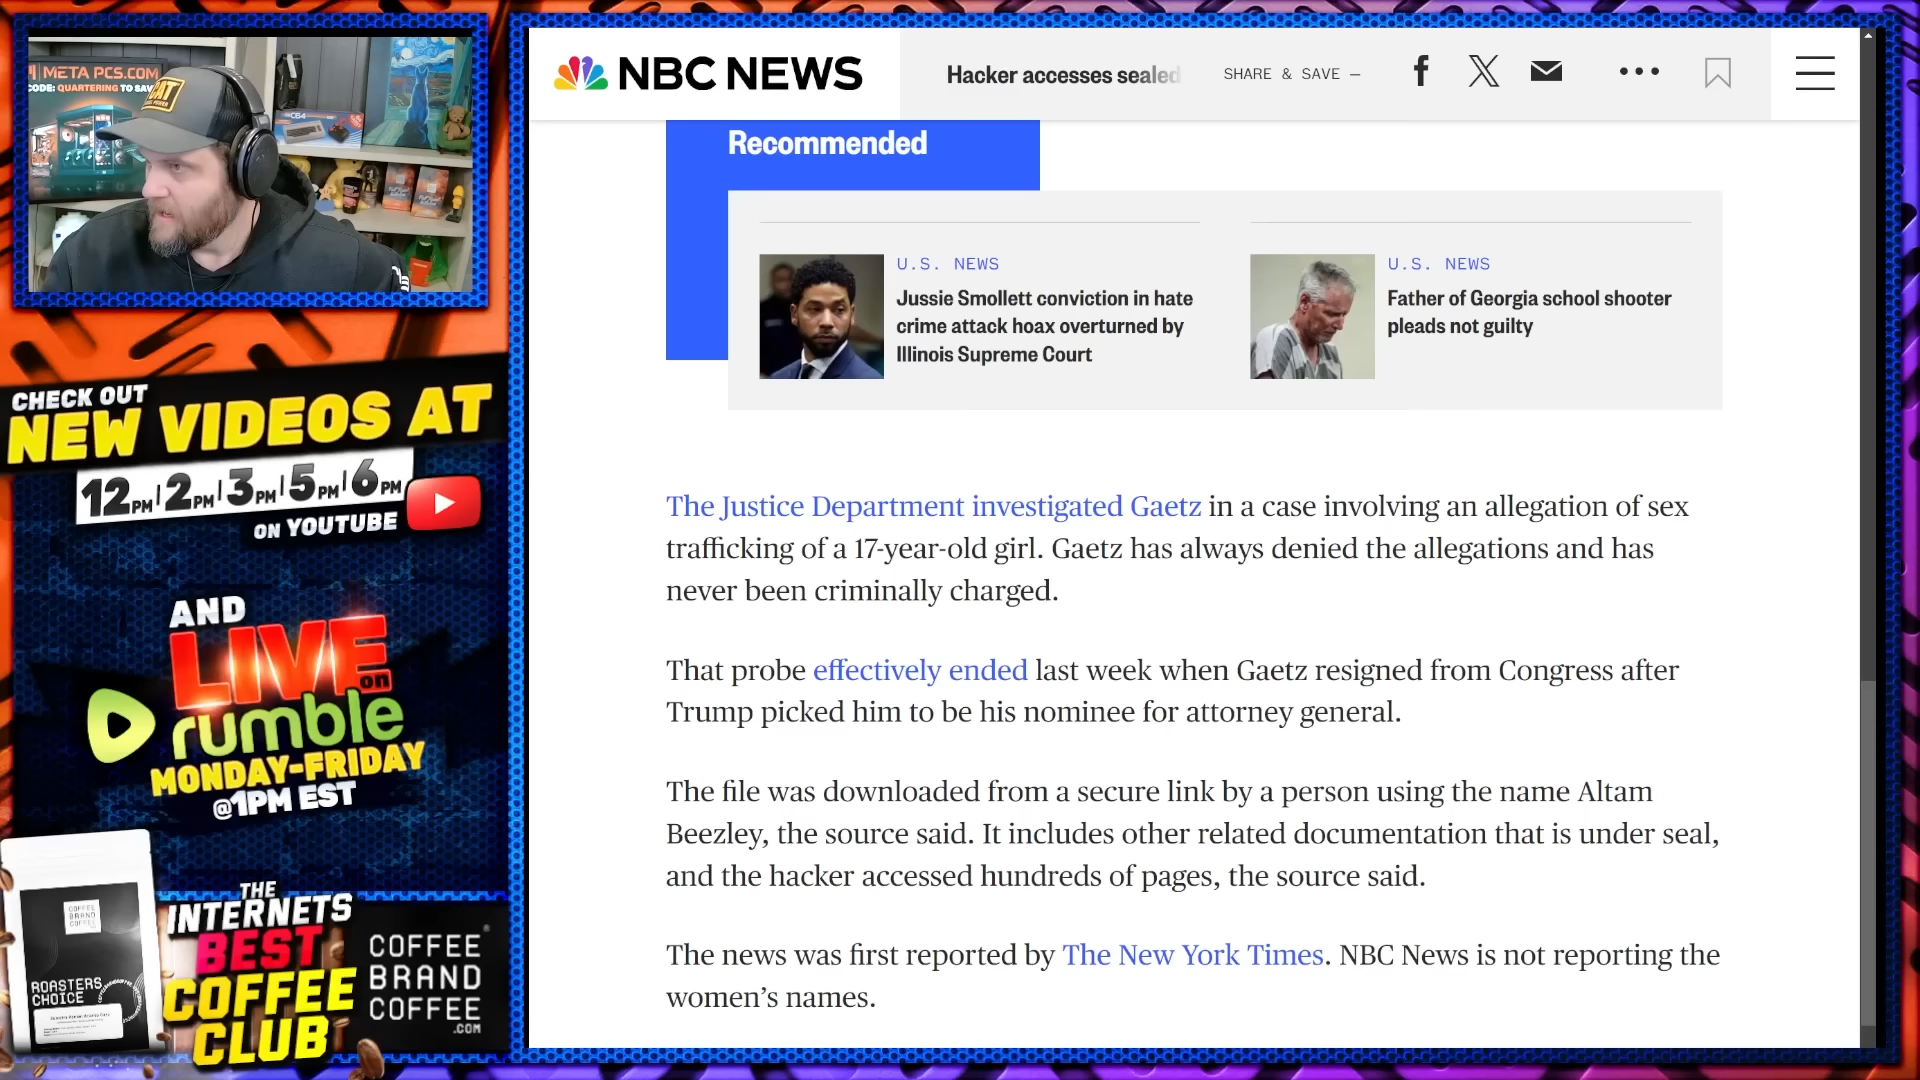 META PCS.COM
CODE: QUARTERING TO SAV
CAT
C64
CHECK OUT
NEW VIDEOS AT
12PM | 2PM | 3PM | 5PM | 6PM
ON YOUTUBE
AND
LIVE on
rumble
MONDAY-FRIDAY
@1PM EST
COFFEE
BRAND
COFFEE
ROASTERS
CHOICE
THE
INTERNETS
BEST
COFFEE
CLUB
COFFEE
BRAND
COFFEE
.COM
NBC NEWS
Hacker accesses sealed
SHARE & SAVE —
Recommended
U.S. NEWS
Jussie Smollett conviction in hate
crime attack hoax overturned by
Illinois Supreme Court
U.S. NEWS
Father of Georgia school shooter
pleads not guilty
The Justice Department investigated Gaetz in a case involving an allegation of sex
trafficking of a 17-year-old girl. Gaetz has always denied the allegations and has
never been criminally charged.
That probe effectively ended last week when Gaetz resigned from Congress after
Trump picked him to be his nominee for attorney general.
The file was downloaded from a secure link by a person using the name Altam
Beezley, the source said. It includes other related documentation that is under seal,
and the hacker accessed hundreds of pages, the source said.
The news was first reported by The New York Times. NBC News is not reporting the
women's names.